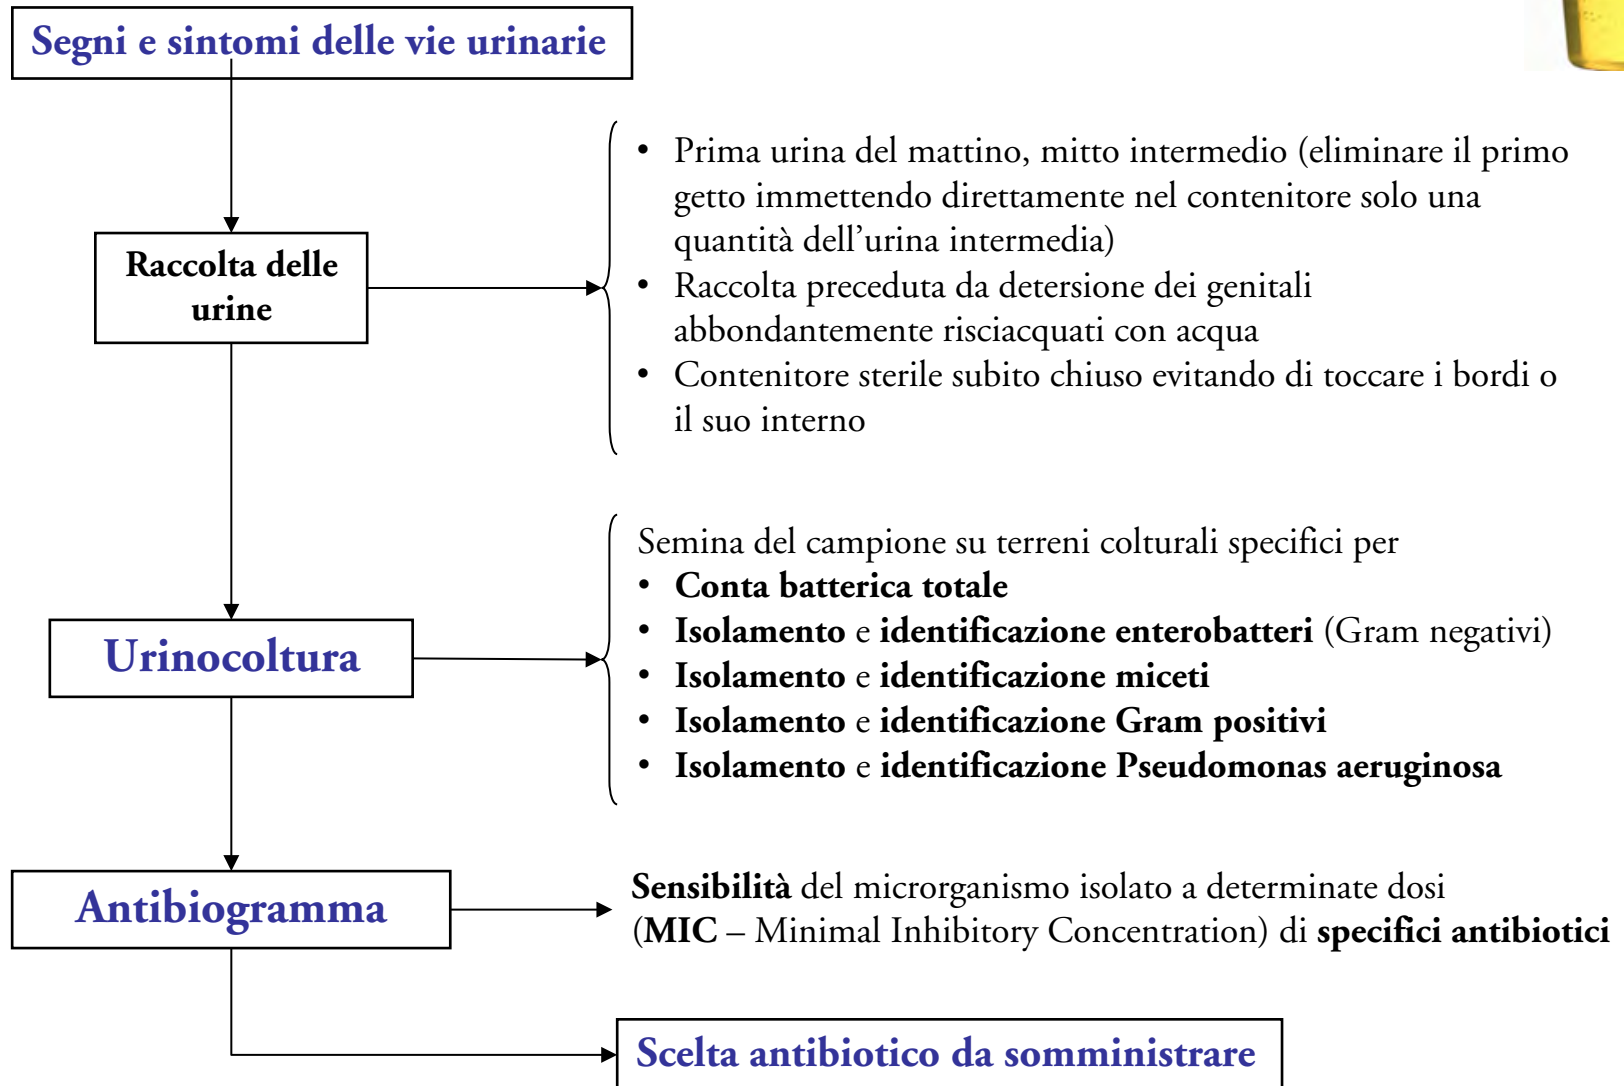 Segni e sintomi delle vie urinarie
• Prima urina del mattino, mitto intermedio (eliminare il primo
getto immettendo direttamente nel contenitore solo una
quantità dell’urina intermedia)
Raccolta delle
urine
• Raccolta preceduta da detersione dei genitali
abbondantemente risciacquati con acqua
• Contenitore sterile subito chiuso evitando di toccare i bordi o
il suo interno
Semina del campione su terreni colturali specifici per
• Conta batterica totale
• Isolamento e identificazione enterobatteri (Gram negativi)
• Isolamento e identificazione miceti
• Isolamento e identificazione Gram positivi
• Isolamento e identificazione Pseudomonas aeruginosa
Urinocoltura
Antibiogramma
Sensibilità del microrganismo isolato a determinate dosi
(MIC – Minimal Inhibitory Concentration) di specifici antibiotici
Scelta antibiotico da somministrare